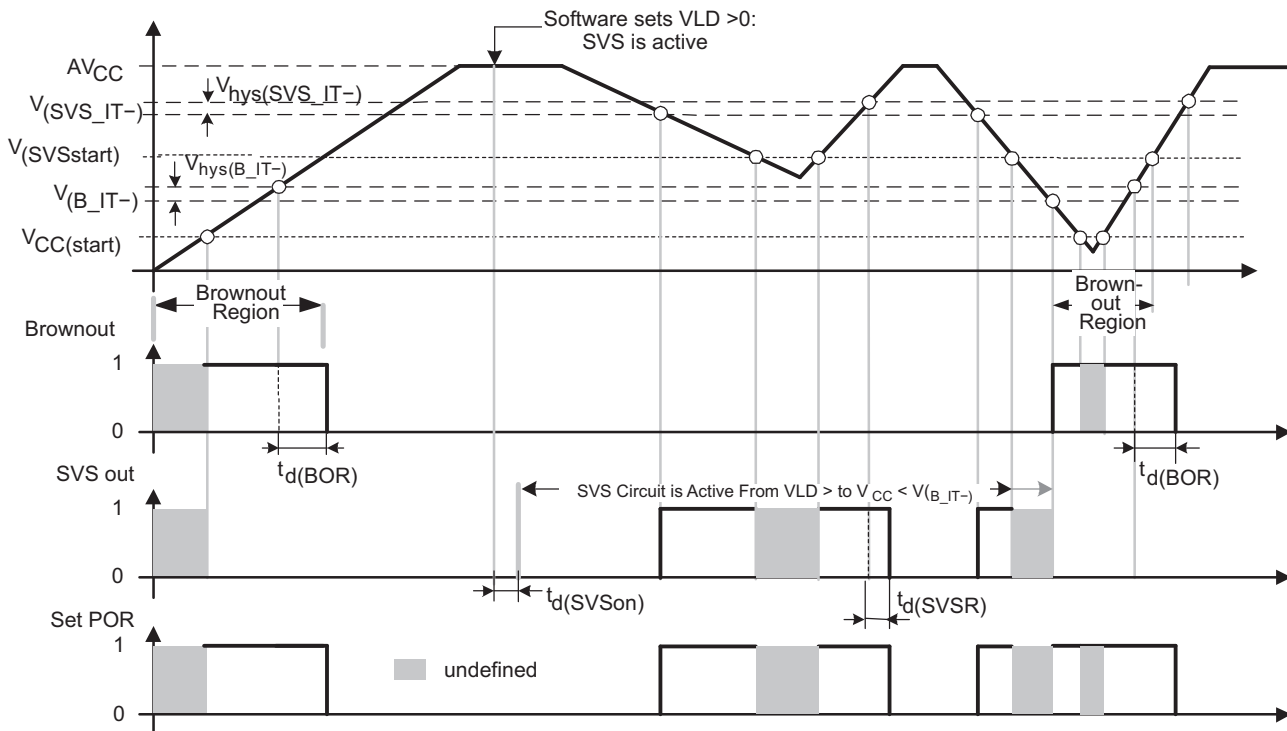 Software sets VLD >0:
SVS is active
AVCC
Vhys(SVS_IT−)
V(SVS_IT−)
V(SVSstart)
Vhys(B_IT−)
V(B_IT−)
VCC(start)
Brownout
Region
Brown-
out
Region
Brownout
1
0
td(BOR)
td(BOR)
SVS out
SVS Circuit is Active From VLD > to VCC < V(B_IT−)
1
0
td(SVSon)
td(SVSR)
Set POR
1
undefined
0